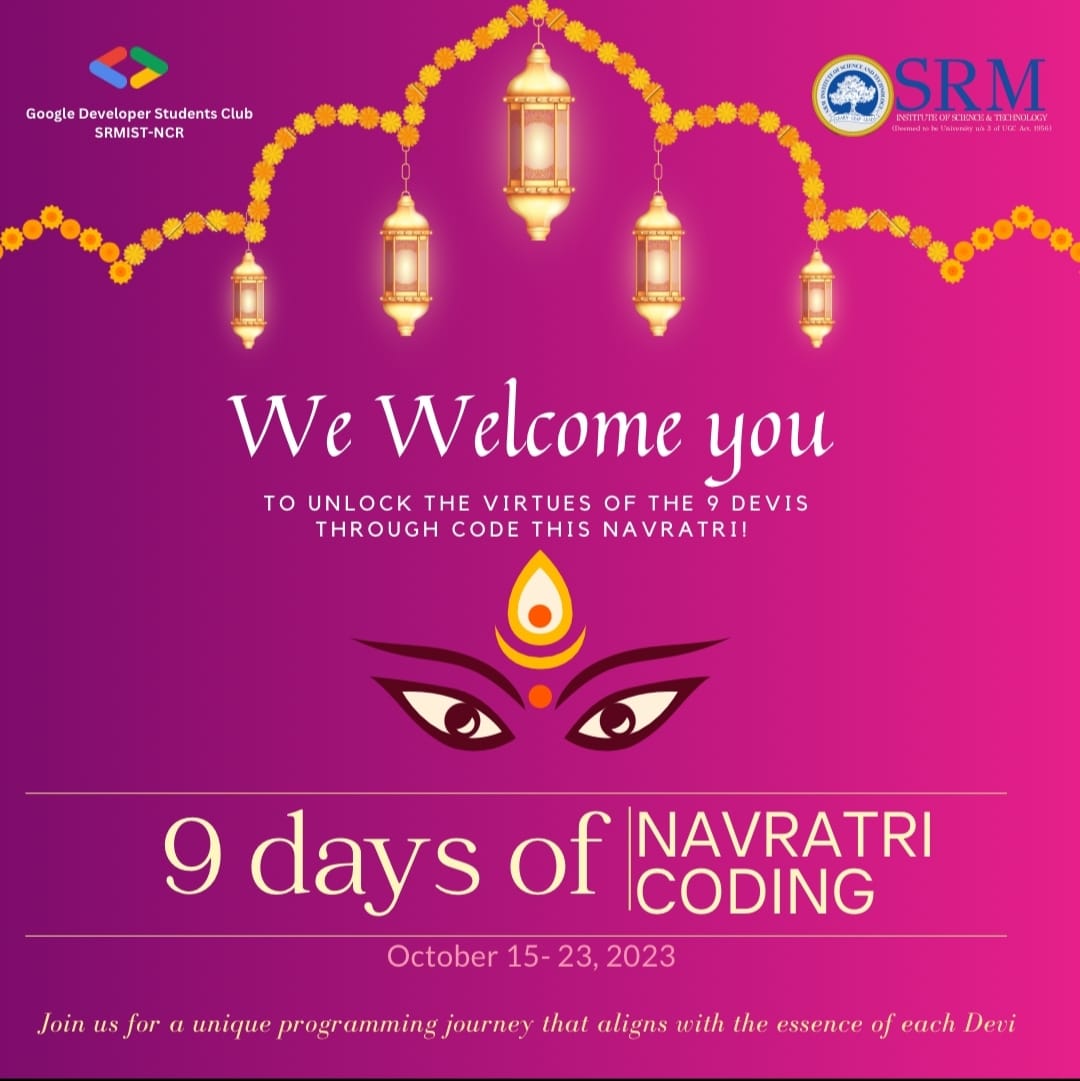 Google Developer Students Club
SRMIST-NCR
SRM
INSTITUTE OF SCIENCE & TECHNOLOGY
(Deemed to be University u/s 3 of UGC Act, 1956)
We Welcome you
TO UNLOCK THE VIRTUES OF THE 9 DEVIS
THROUGH CODE THIS NAVRATRI!
9 days of
NAVRATRI
CODING
October 15- 23, 2023
Join us for a unique programming journey that aligns with the essence of each Devi